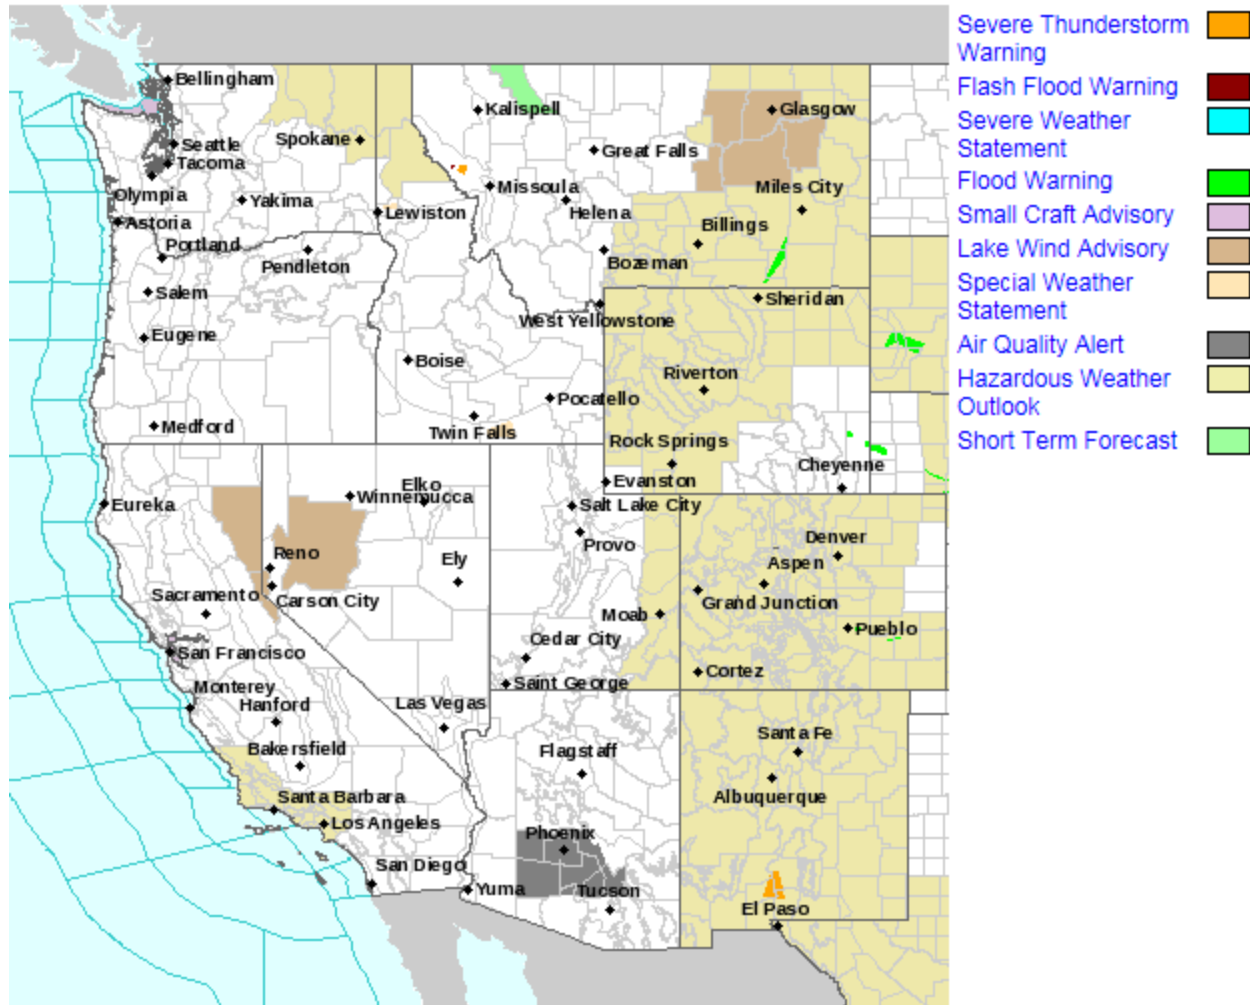 Bellingham
Kalispell
Glasgow
Seattle
Spokane
Great Falls
Tacoma
Missoula
Miles City
Olympia
Yakima
Lewiston
Helena
Astoria
Billings
Portland
Pendleton
Bozeman
Salem
Sheridan
West Yellowstone
Eugene
Boise
Riverton
Pocatello
Medford
Twin Falls
Rock Springs
Cheyenne
Elko
Evanston
Winnemucca
Eureka
Salt Lake City
Denver
Provo
Reno
Ely
Aspen
Sacramento
Carson City
Grand Junction
Moab
Pueblo
Cedar City
San Francisco
Cortez
Saint George
Monterey
Hanford
Las Vegas
Santa Fe
Bakersfield
Flagstaff
Santa Barbara
Albuquerque
Los Angeles
Phoenix
San Diego
Yuma
Tucson
El Paso
Severe Thunderstorm
Warning
Flash Flood Warning
Severe Weather
Statement
Flood Warning
Small Craft Advisory
Lake Wind Advisory
Special Weather
Statement
Air Quality Alert
Hazardous Weather
Outlook
Short Term Forecast